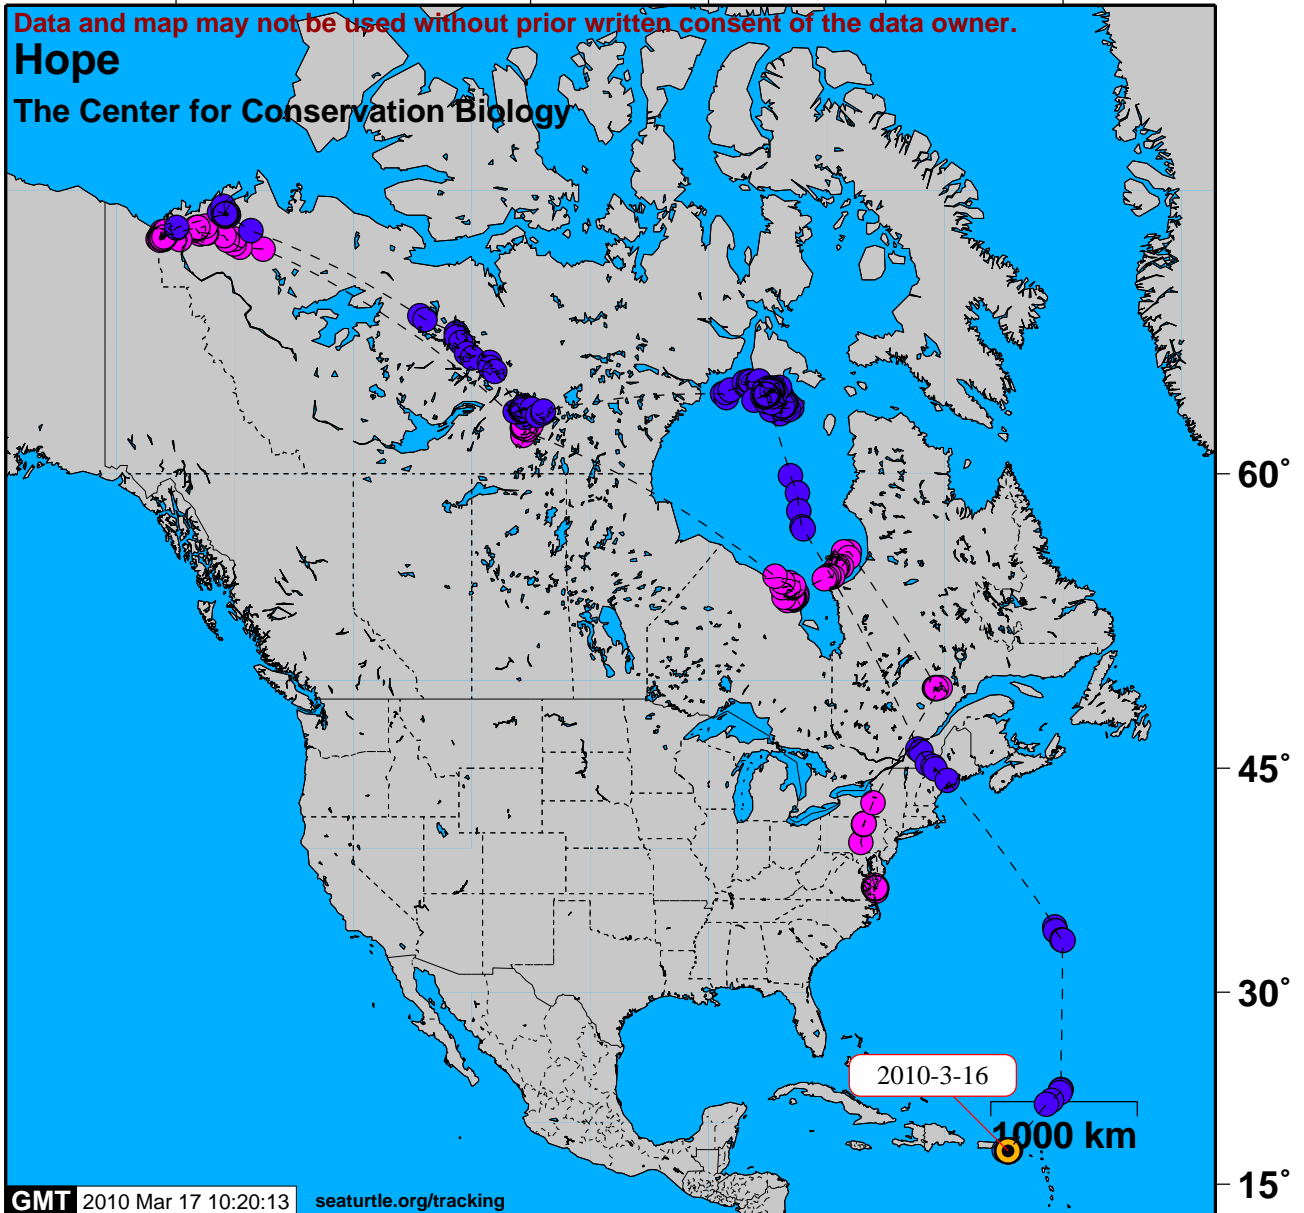 Data and map may not be used without prior written consent of the data owner.
Hope
The Center for Conservation Biology
60°
45°
30°
2010-3-16
1000 km
15°
GMT 2010 Mar 17 10:20:13 seaturtle.org/tracking